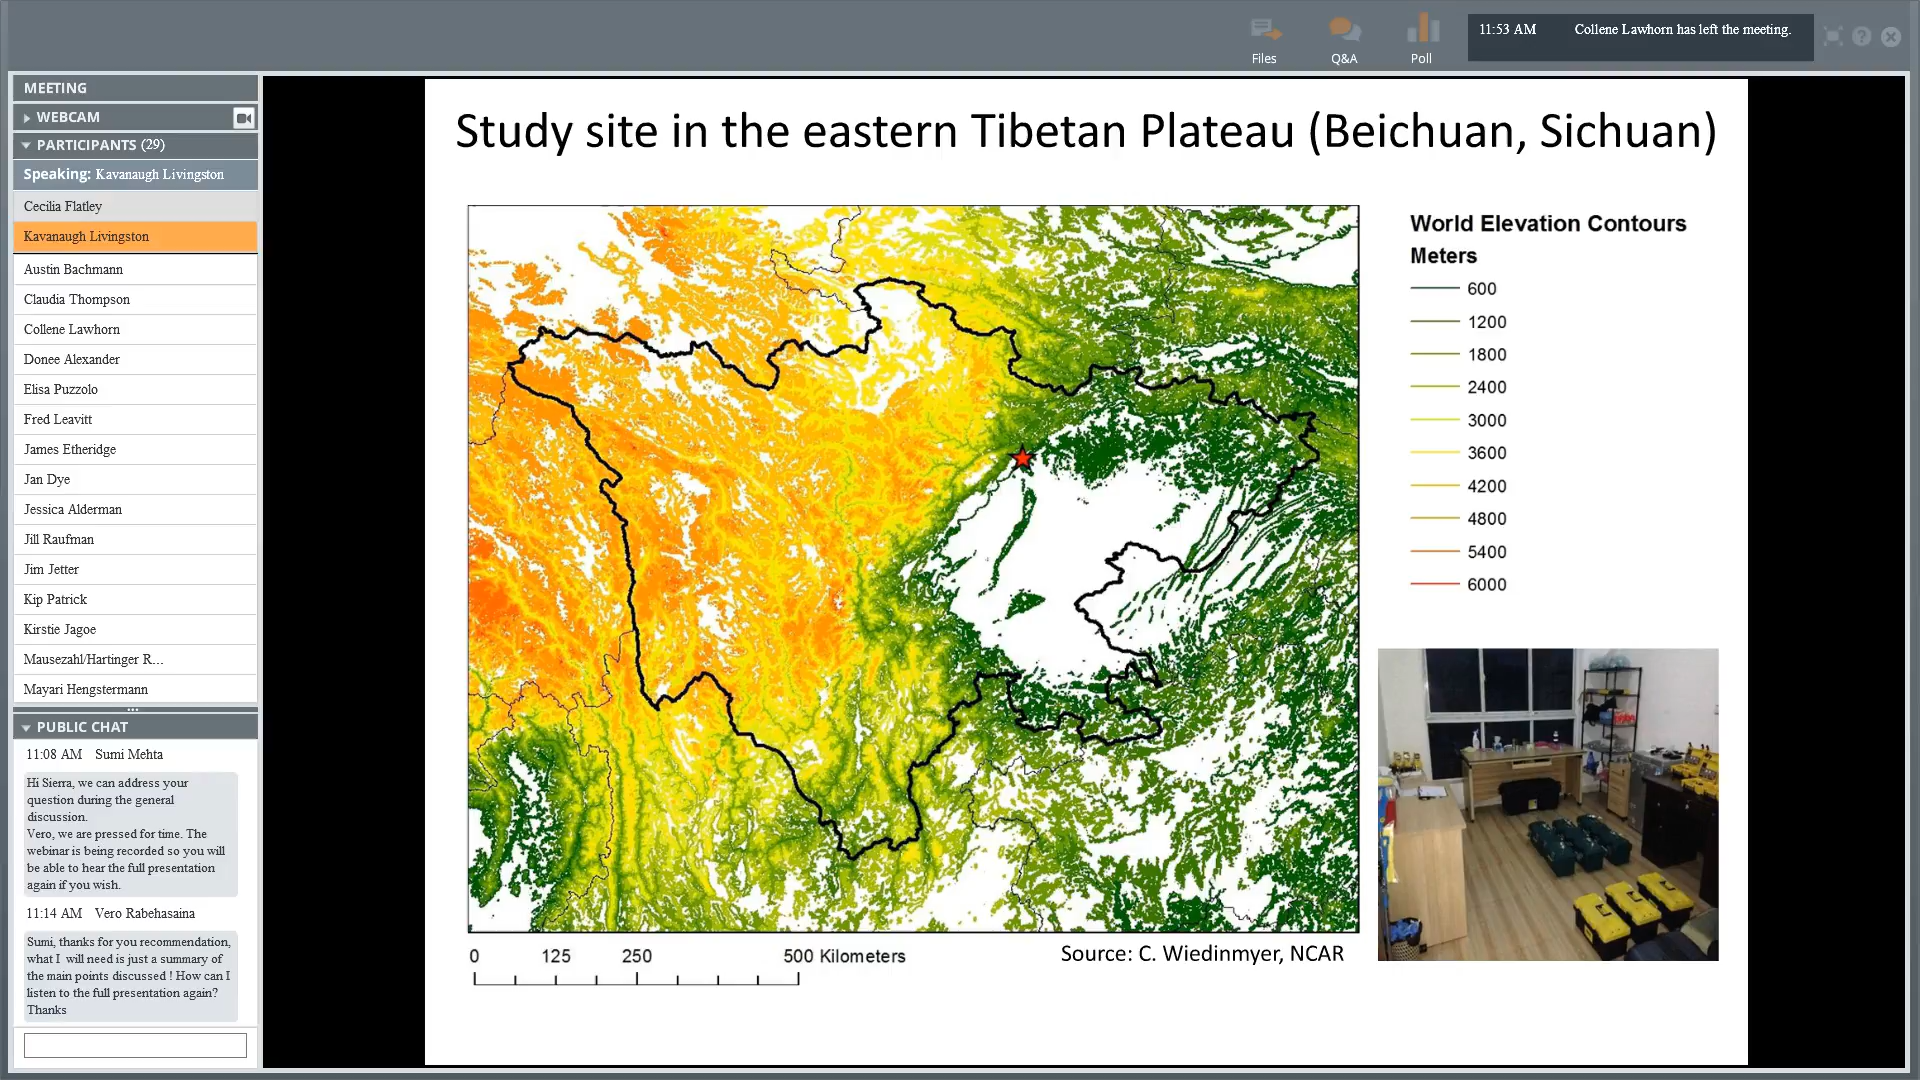 Files
Q&A
Poll
11:53 AM Collene Lawhorn has left the meeting.
MEETING
WEBCAM
PARTICIPANTS (29)
Speaking: Kavanaugh Livingston
Cecilia Flatley
Kavanaugh Livingston
Austin Bachmann
Claudia Thompson
Collene Lawhorn
Donee Alexander
Elisa Puzzolo
Fred Leavitt
James Etheridge
Jan Dye
Jessica Alderman
Jill Raufman
Jim Jetter
Kip Patrick
Kirstie Jagoe
Mausezahl/Hartinger R...
Mayari Hengstermann
PUBLIC CHAT
11:08 AM Sumi Mehta
Hi Sierra, we can address your
question during the general
discussion.
Vero, we are pressed for time. The
webinar is being recorded so you will
be able to hear the full presentation
again if you wish.
11:14 AM Vero Rabehasaina
Sumi, thanks for you recommendation,
what I will need is just a summary of
the main points discussed ! How can I
listen to the full presentation again?
Thanks
Study site in the eastern Tibetan Plateau (Beichuan, Sichuan)
World Elevation Contours
Meters
600
1200
1800
2400
3000
3600
4200
4800
5400
6000
0 125 250 500 Kilometers
Source: C. Wiedinmyer, NCAR